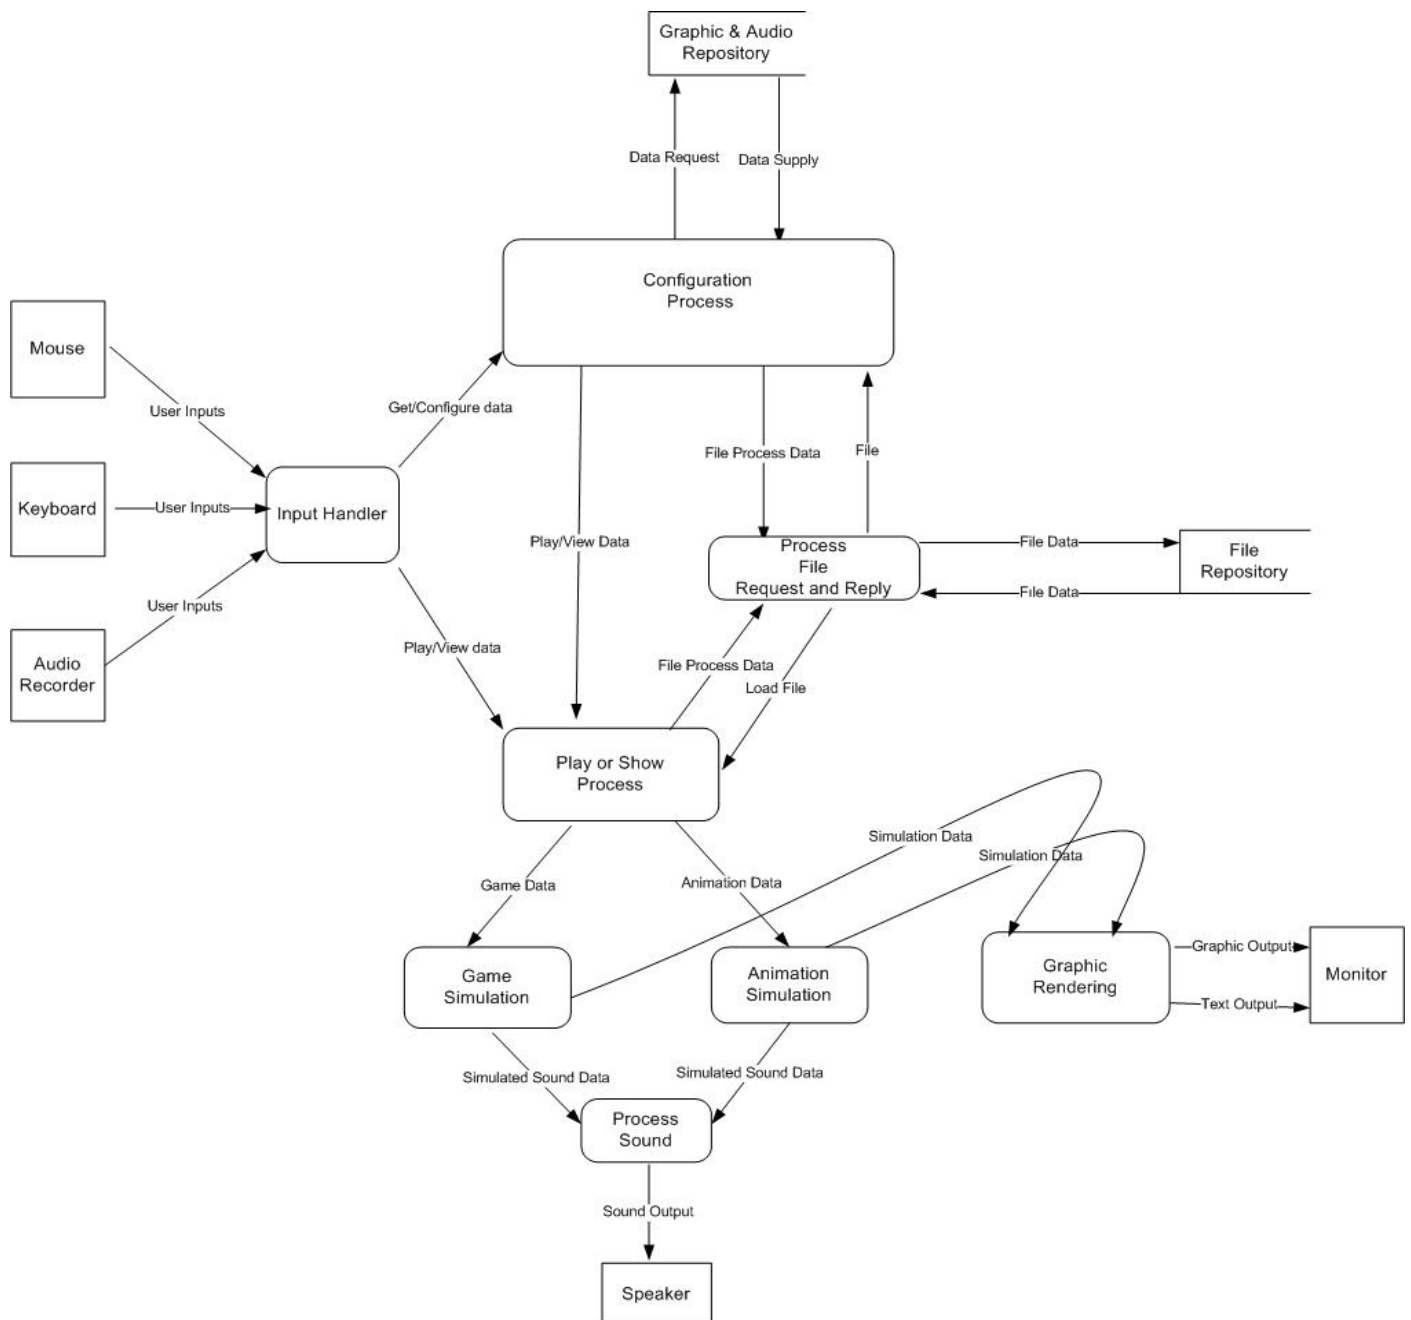 Graphic & Audio
Repository
Data Request
Data Supply
Configuration
Process
Mouse
User Inputs
Get/Configure data
File Process Data
File
Keyboard
User Inputs
Input Handler
Play/View Data
Process
File
Request and Reply
File Data
File Data
File
Repository
User Inputs
Audio
Recorder
Play/View data
File Process Data
Load File
Play or Show
Process
Simulation Data
Simulation Data
Game Data
Animation Data
Game
Simulation
Animation
Simulation
Graphic
Rendering
Graphic Output
Text Output
Monitor
Simulated Sound Data
Simulated Sound Data
Process
Sound
Sound Output
Speaker